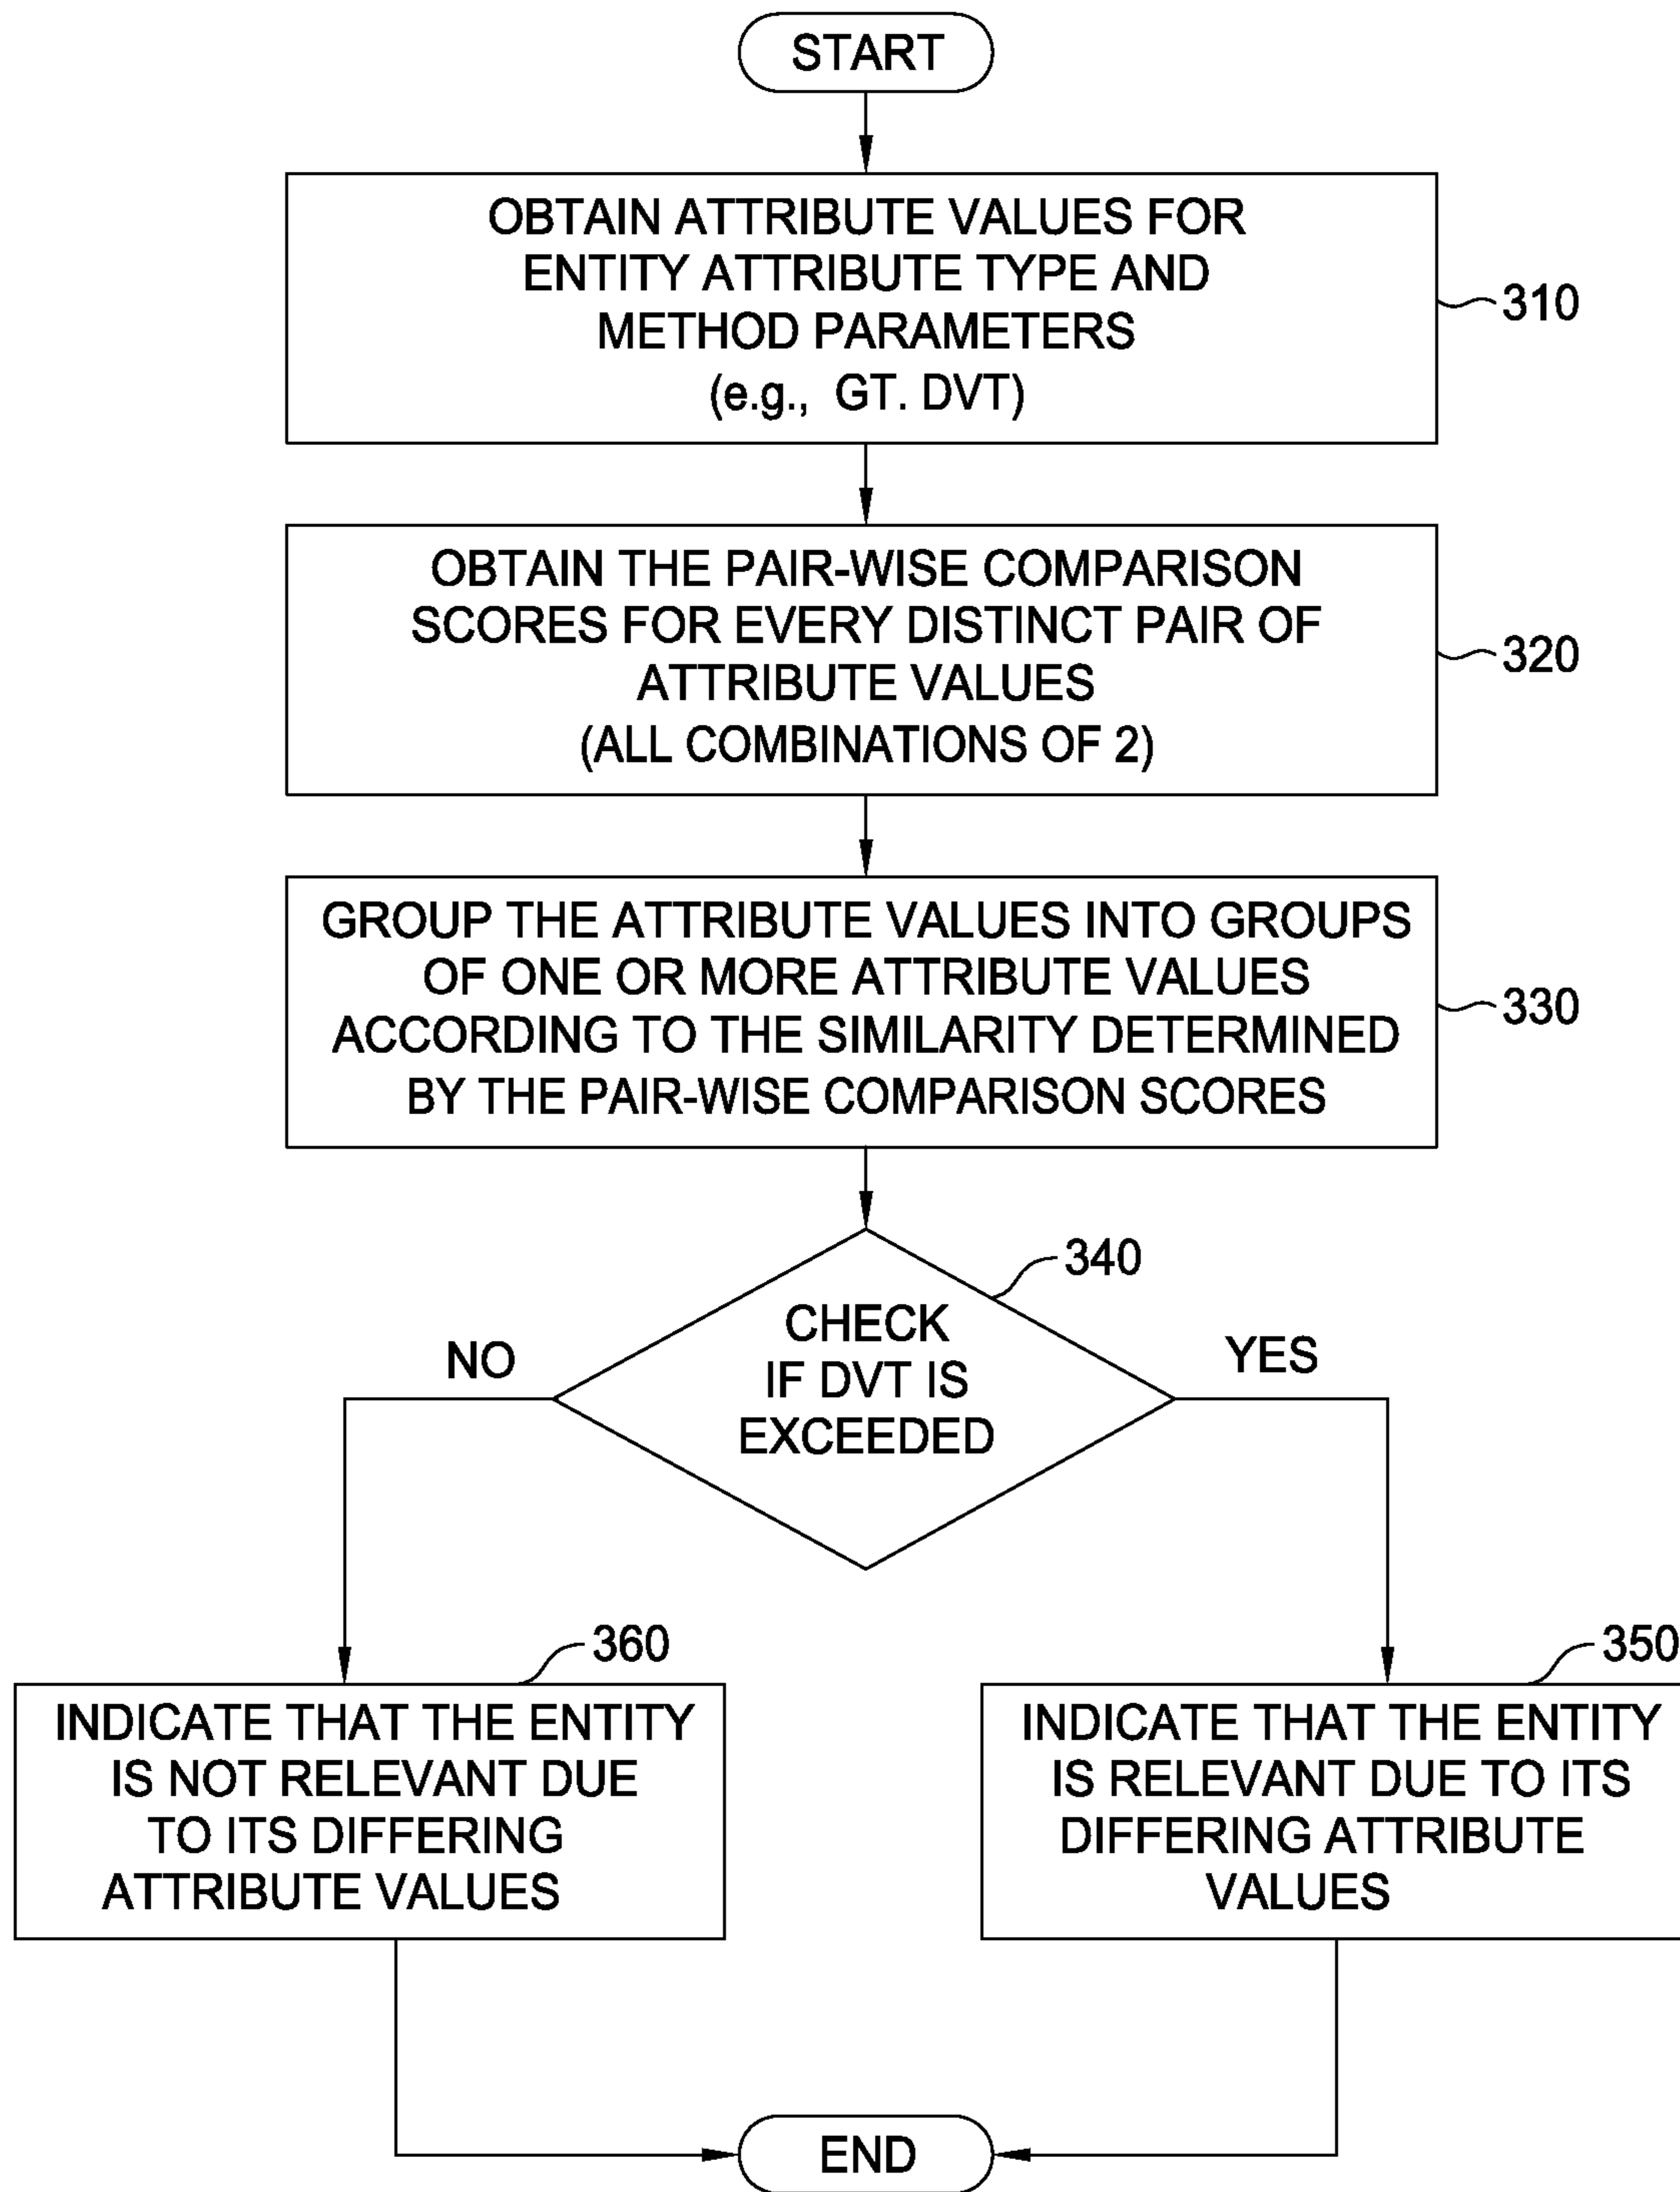 START
OBTAIN ATTRIBUTE VALUES FOR
ENTITY ATTRIBUTE TYPE AND
METHOD PARAMETERS
(e.g., GT. DVT)
310
OBTAIN THE PAIR-WISE COMPARISON
SCORES FOR EVERY DISTINCT PAIR OF
ATTRIBUTE VALUES
(ALL COMBINATIONS OF 2)
320
GROUP THE ATTRIBUTE VALUES INTO GROUPS
OF ONE OR MORE ATTRIBUTE VALUES
ACCORDING TO THE SIMILARITY DETERMINED
BY THE PAIR-WISE COMPARISON SCORES
330
340
CHECK
IF DVT IS
EXCEEDED
NO
YES
360
INDICATE THAT THE ENTITY
IS NOT RELEVANT DUE
TO ITS DIFFERING
ATTRIBUTE VALUES
350
INDICATE THAT THE ENTITY
IS RELEVANT DUE TO ITS
DIFFERING ATTRIBUTE
VALUES
END